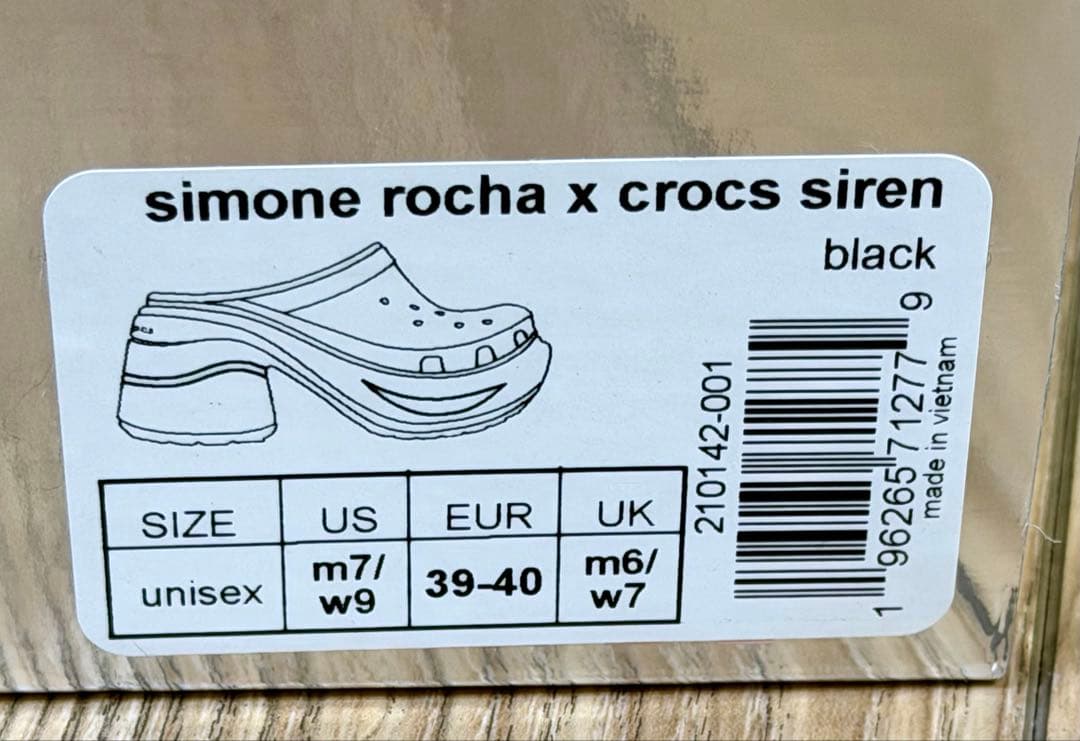 simone rocha x crocs siren
black
SIZE US EUR UK
unisex m7/ w9 39-40 m6/ w7
210142-001
1 96265 71277 9
made in vietnam